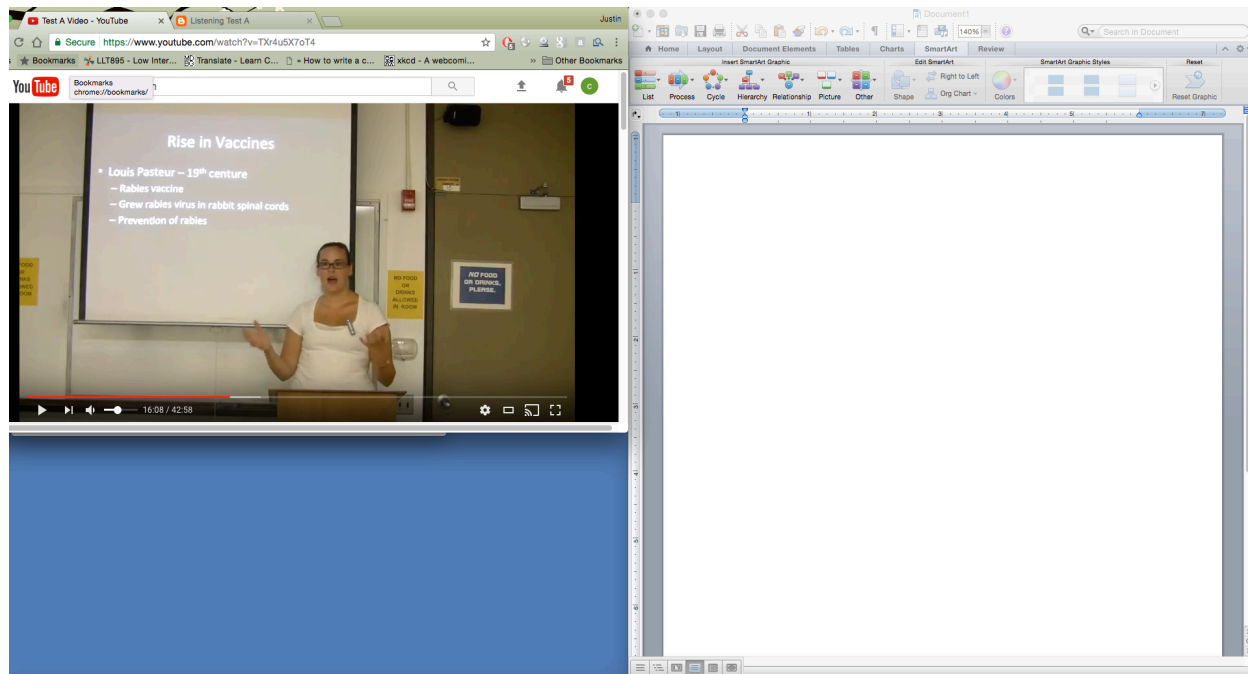 Test A Video - YouTube
Listening Test A
Justin
Secure https://www.youtube.com/watch?v=TXr4u5X7oT4
Bookmarks
LLT895 - Low Inter...
Translate - Learn C...
How to write a c...
xkcd - A webcomi...
» Other Bookmarks
YouTube
Bookmarks
chrome://bookmarks/
5
C
Rise in Vaccines
• Louis Pasteur – 19th centure
– Rabies vaccine
– Grew rabies virus in rabbit spinal cords
– Prevention of rabies
NO FOOD
OR
DRINKS
ALLOWED
IN ROOM
NO FOOD
OR DRINKS,
PLEASE.
16:08 / 42:58
Document1
140%
Search in Document
Home Layout Document Elements Tables Charts SmartArt Review
Insert SmartArt Graphic Edit SmartArt SmartArt Graphic Styles Reset
List Process Cycle Hierarchy Relationship Picture Other Shape
Right to Left
Org Chart
Colors
Reset Graphic